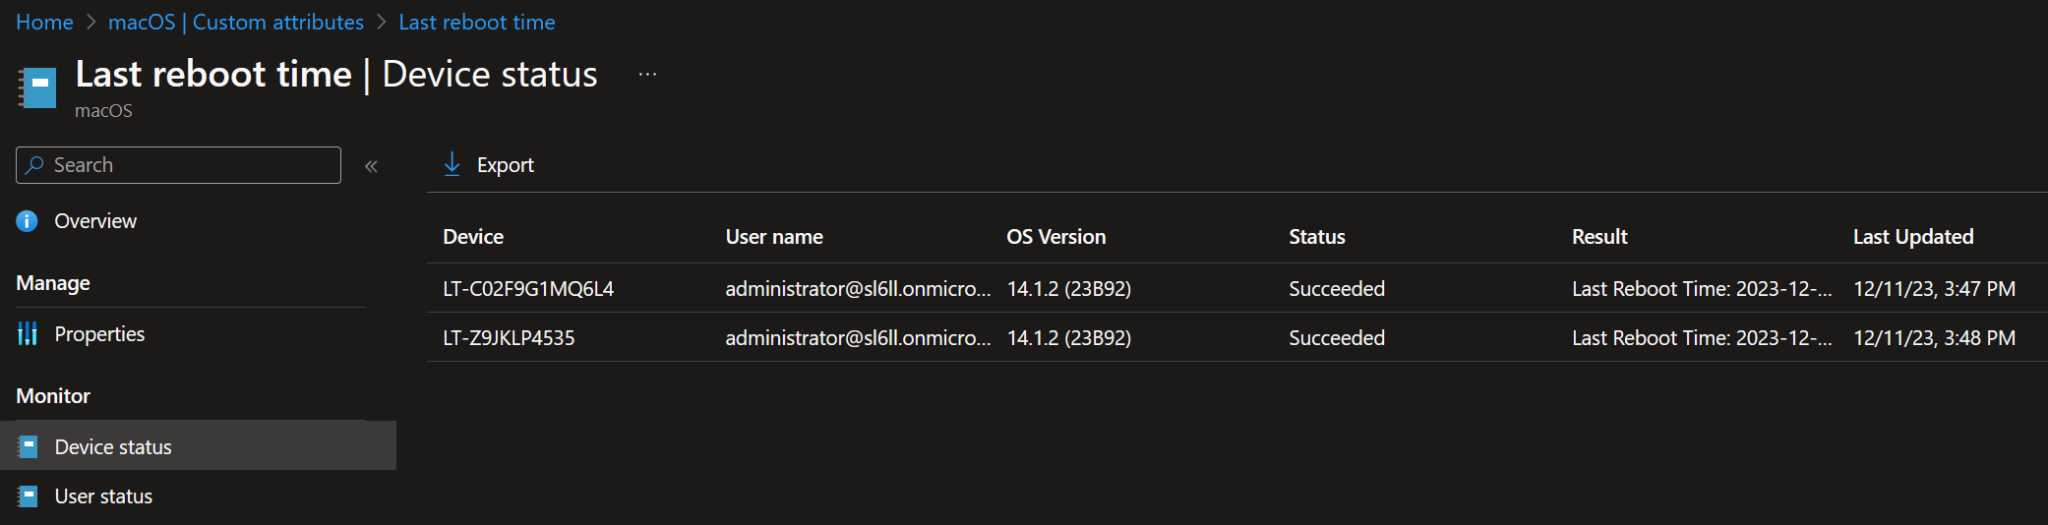 Home > macOS | Custom attributes > Last reboot time
Last reboot time | Device status ...
macOS
Search «
Export
Overview
Manage
Properties
Monitor
Device status
User status
Device User name OS Version Status Result Last Updated
LT-C02F9G1MQ6L4 administrator@sl6ll.onmicro... 14.1.2 (23B92) Succeeded Last Reboot Time: 2023-12-... 12/11/23, 3:47 PM
LT-Z9JKLP4535 administrator@sl6ll.onmicro... 14.1.2 (23B92) Succeeded Last Reboot Time: 2023-12-... 12/11/23, 3:48 PM